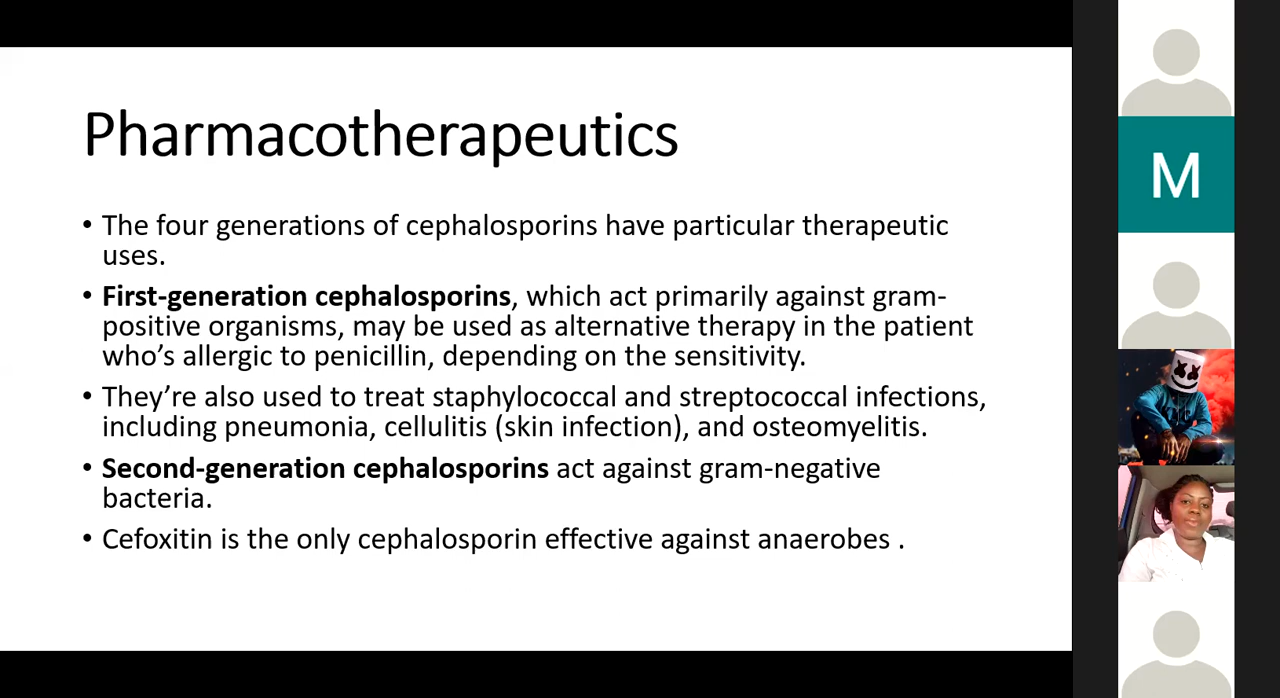 Pharmacotherapeutics
• The four generations of cephalosporins have particular therapeutic
uses.
• First-generation cephalosporins, which act primarily against gram-
positive organisms, may be used as alternative therapy in the patient
who’s allergic to penicillin, depending on the sensitivity.
• They’re also used to treat staphylococcal and streptococcal infections,
including pneumonia, cellulitis (skin infection), and osteomyelitis.
• Second-generation cephalosporins act against gram-negative
bacteria.
• Cefoxitin is the only cephalosporin effective against anaerobes .
M